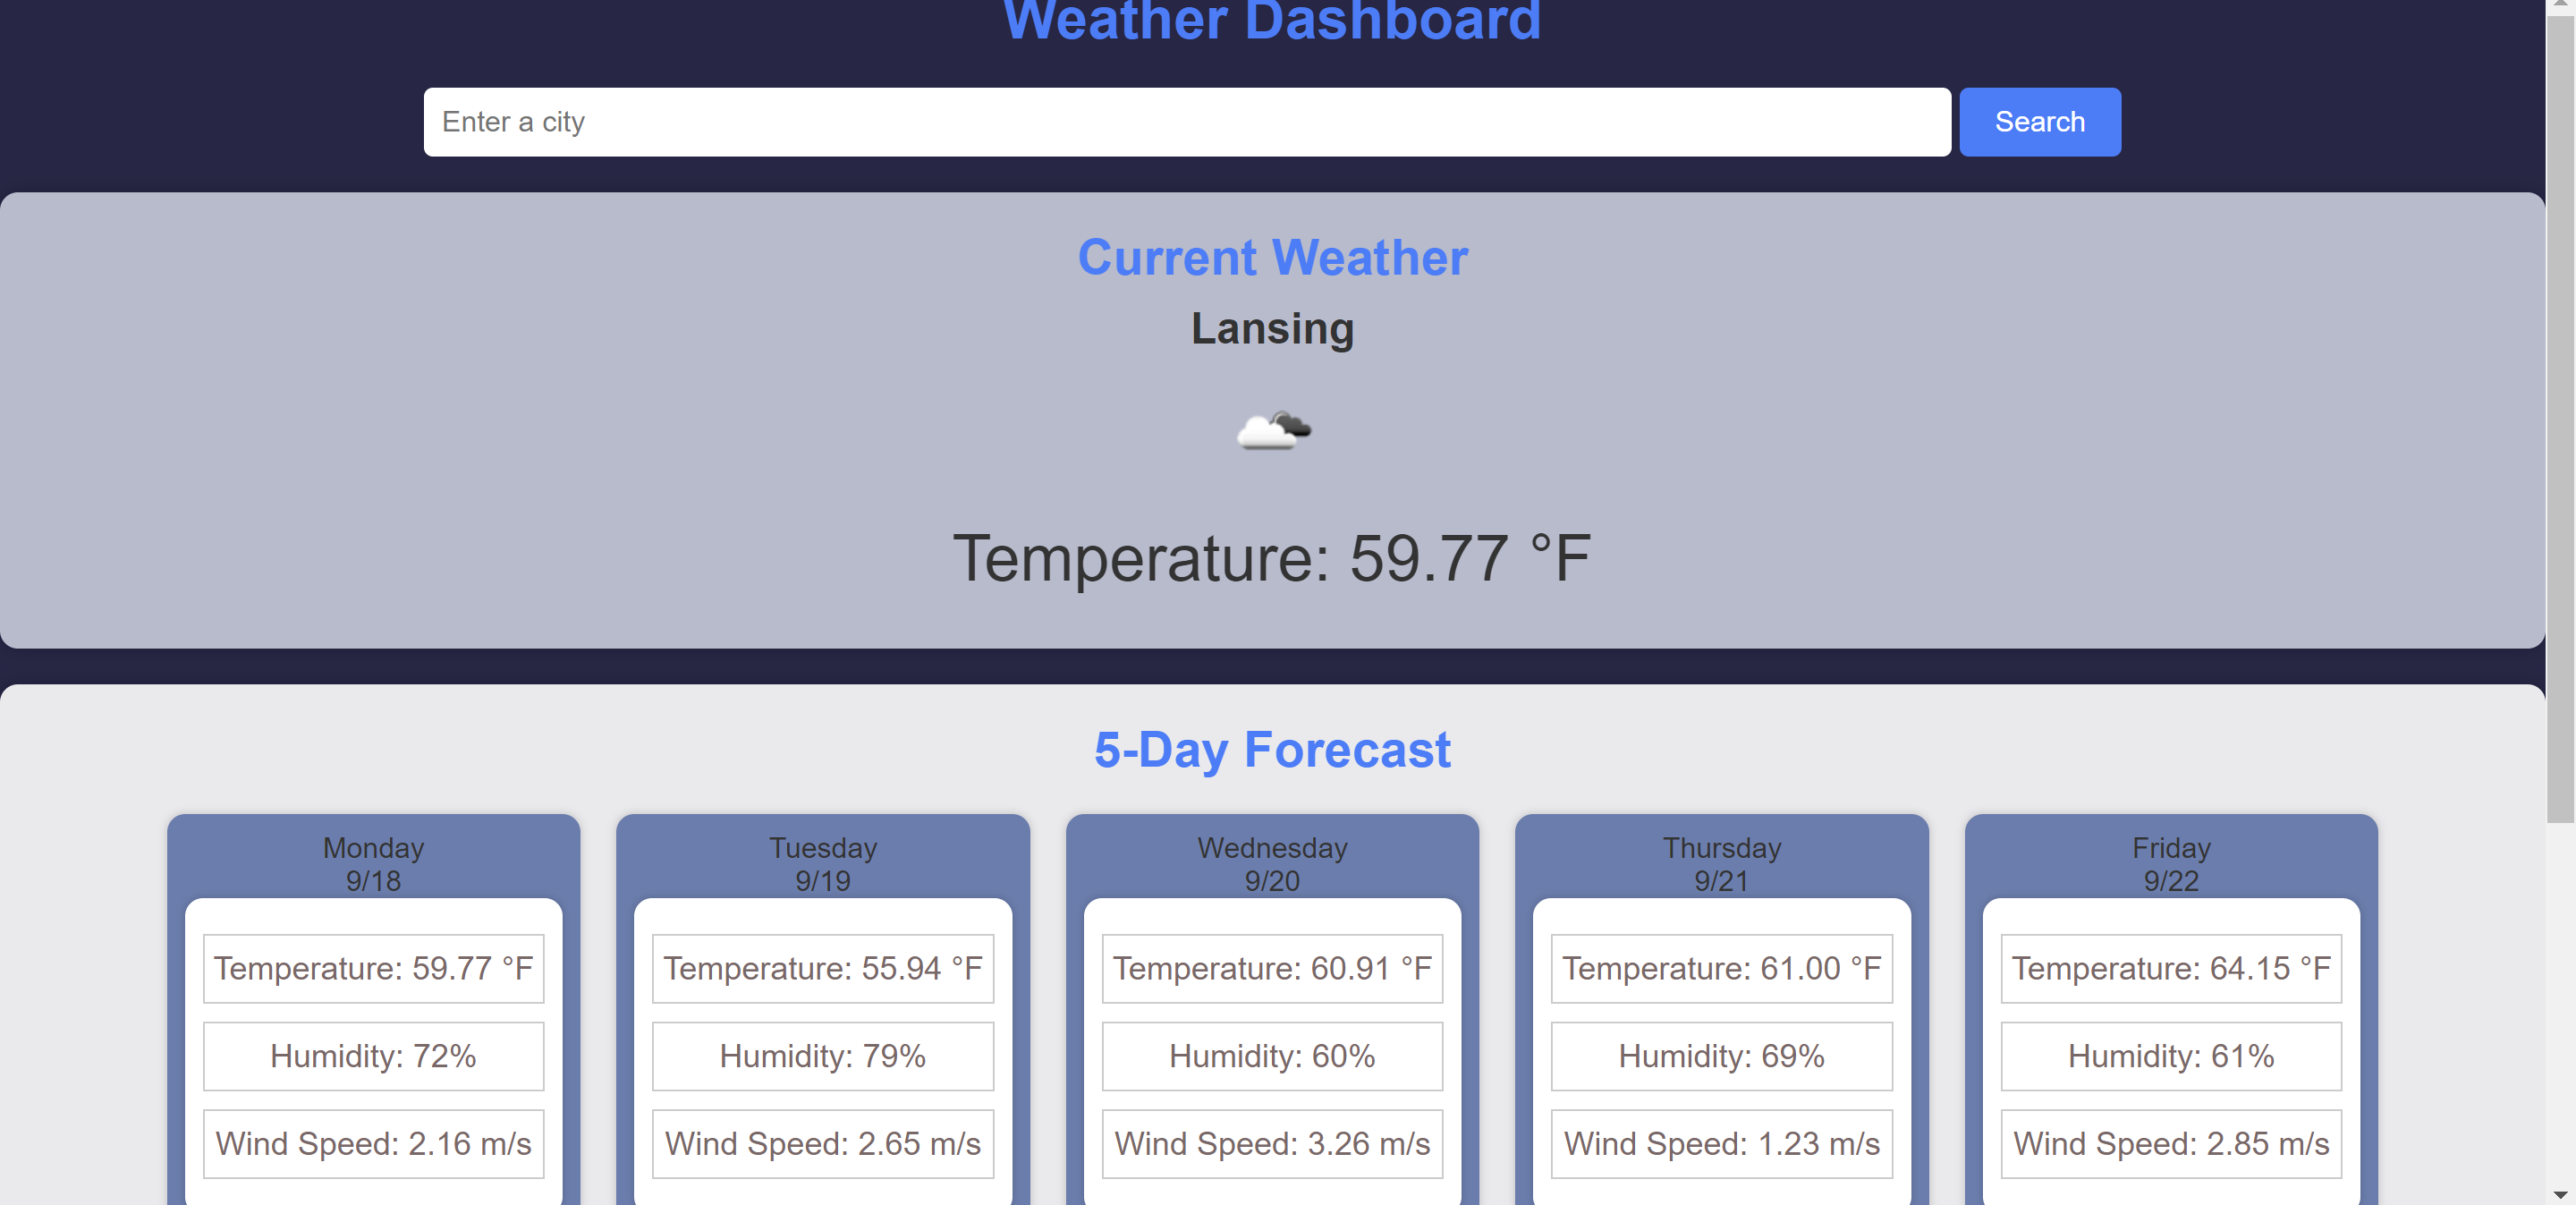 Weather Dashboard
Enter a city
Search
Current Weather
Lansing
Temperature: 59.77 °F
5-Day Forecast
Monday
9/18
Temperature: 59.77 °F
Humidity: 72%
Wind Speed: 2.16 m/s
Tuesday
9/19
Temperature: 55.94 °F
Humidity: 79%
Wind Speed: 2.65 m/s
Wednesday
9/20
Temperature: 60.91 °F
Humidity: 60%
Wind Speed: 3.26 m/s
Thursday
9/21
Temperature: 61.00 °F
Humidity: 69%
Wind Speed: 1.23 m/s
Friday
9/22
Temperature: 64.15 °F
Humidity: 61%
Wind Speed: 2.85 m/s